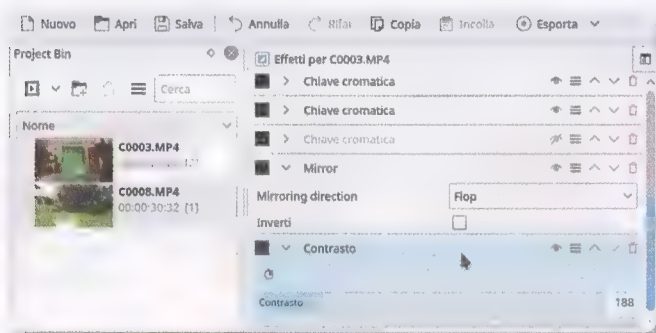 Nuovo Apri Salva Annulla Rifai Copia Incolla Esporta
Project Bin
Effetti per C0003.MP4
Cerca
Nome
C0003.MP4
C0008.MP4
00:00:30:32 [1]
Chiave cromatica
Chiave cromatica
Chiave cromatica
Mirror
Mirroring direction Flop
Inverti
Contrasto
Contrasto 188